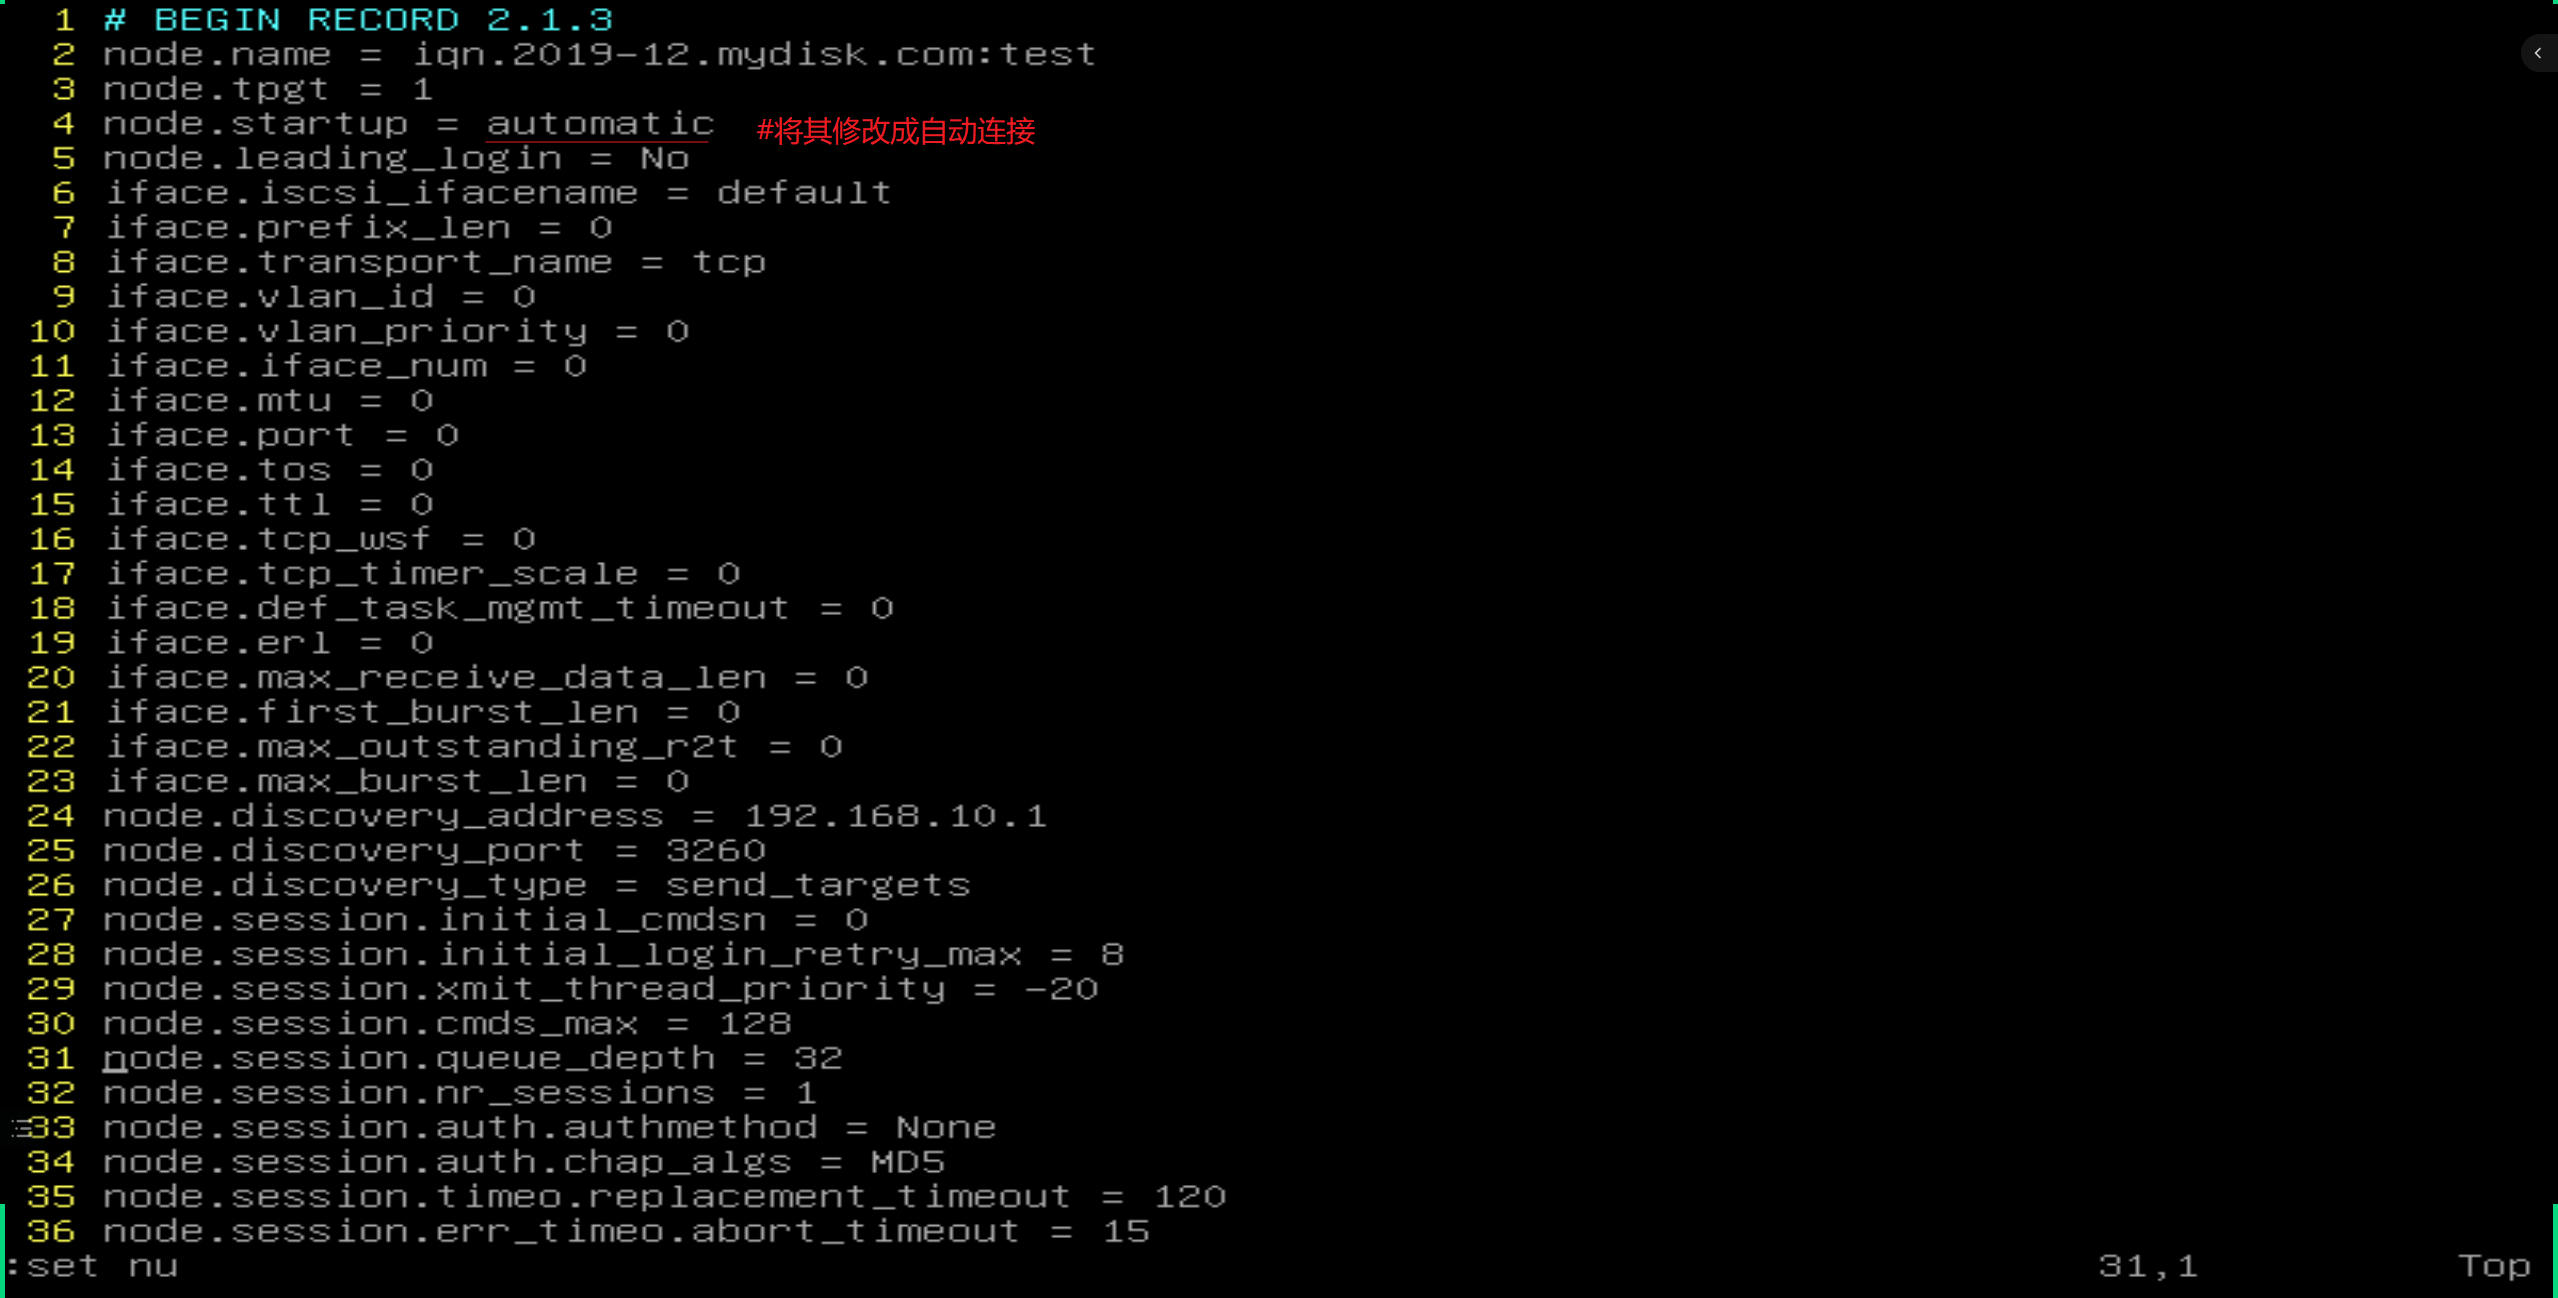 1 # BEGIN RECORD 2.1.3
2 node.name = iqn.2019-12.mydisk.com:test
3 node.tpgt = 1
4 node.startup = automatic #将其修改成自动连接
5 node.leading_login = No
6 iface.iscsi_ifacename = default
7 iface.prefix_len = 0
8 iface.transport_name = tcp
9 iface.vlan_id = 0
10 iface.vlan_priority = 0
11 iface.iface_num = 0
12 iface.mtu = 0
13 iface.port = 0
14 iface.tos = 0
15 iface.ttl = 0
16 iface.tcp_wsf = 0
17 iface.tcp_timer_scale = 0
18 iface.def_task_mgmt_timeout = 0
19 iface.erl = 0
20 iface.max_receive_data_len = 0
21 iface.first_burst_len = 0
22 iface.max_outstanding_r2t = 0
23 iface.max_burst_len = 0
24 node.discovery_address = 192.168.10.1
25 node.discovery_port = 3260
26 node.discovery_type = send_targets
27 node.session.initial_cmdsn = 0
28 node.session.initial_login_retry_max = 8
29 node.session.xmit_thread_priority = -20
30 node.session.cmds_max = 128
31 node.session.queue_depth = 32
32 node.session.nr_sessions = 1
33 node.session.auth.authmethod = None
34 node.session.auth.chap_algs = MD5
35 node.session.timeo.replacement_timeout = 120
36 node.session.err_timeo.abort_timeout = 15
:set nu 31,1 Top